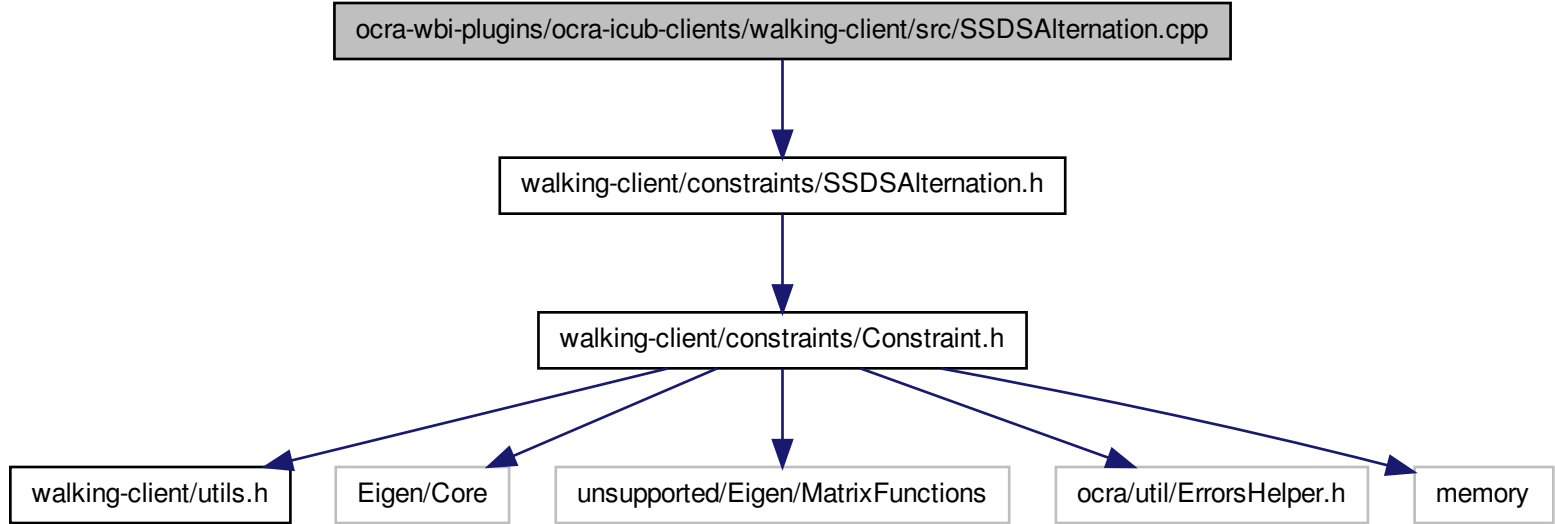 ocra-wbi-plugins/ocra-icub-clients/walking-client/src/SSDSAlternation.cpp
walking-client/constraints/SSDSAlternation.h
walking-client/constraints/Constraint.h
walking-client/utils.h
Eigen/Core
unsupported/Eigen/MatrixFunctions
ocra/util/ErrorsHelper.h
memory